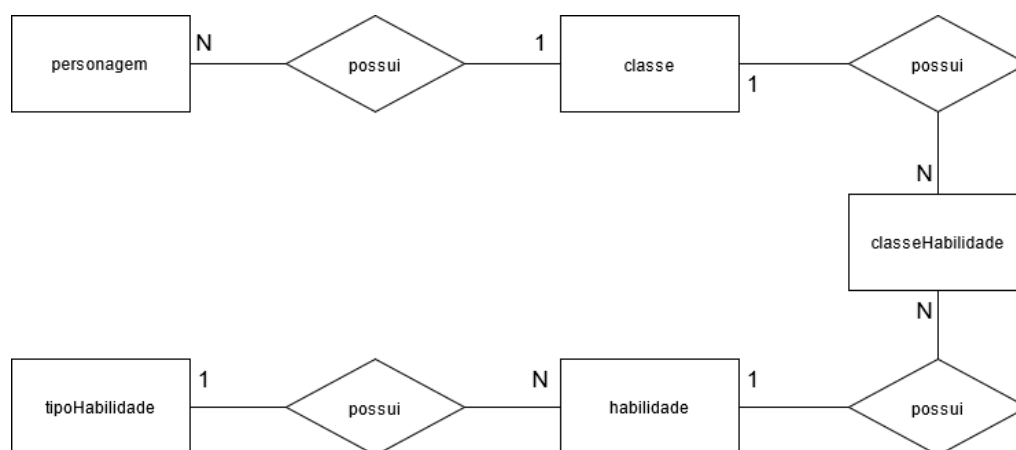 personagem
N
possui
1
classe
1
possui
N
classeHabilidade
N
tipoHabilidade
1
possui
N
habilidade
1
possui